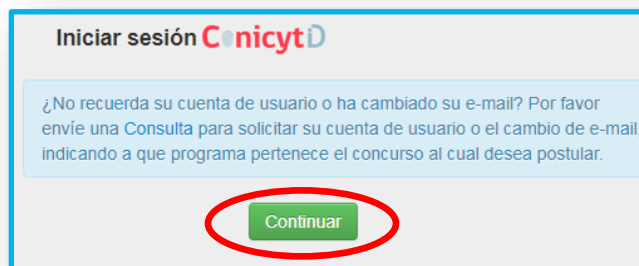 Iniciar sesión ConicytiD
¿No recuerda su cuenta de usuario o ha cambiado su e-mail? Por favor
envíe una Consulta para solicitar su cuenta de usuario o el cambio de e-mail
indicando a que programa pertenece el concurso al cual desea postular.
Continuar